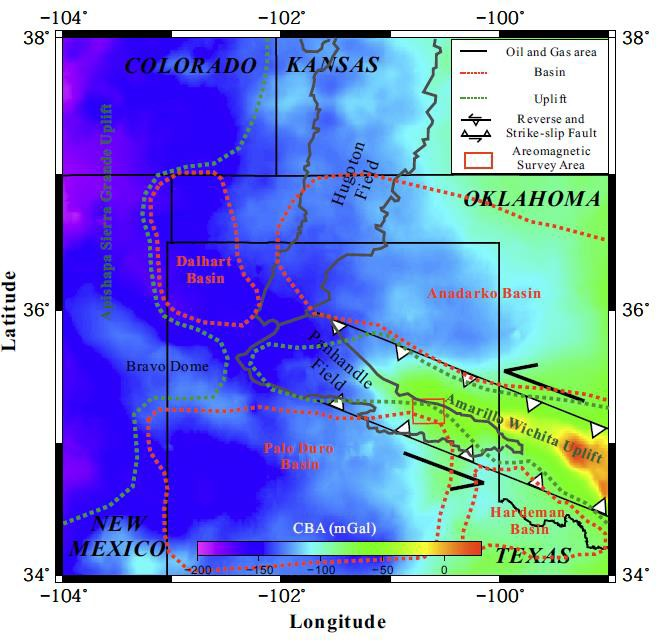 −104° −102° −100°
38° 38°
COLORADO KANSAS
Oil and Gas area
Basin
Uplift
Reverse and
Strike-slip Fault
Areomagnetic
Survey Area
Apishapa Sierra Grande Uplift
Hugoton
Field
OKLAHOMA
Dalhart
Basin
Latitude
36° 36°
Anadarko Basin
Bravo Dome
Panhandle
Field
Amarillo Wichita Uplift
Palo Duro
Basin
Hardeman
Basin
NEW
MEXICO
CBA (mGal)
TEXAS
−200 −150 −100 −50 0
34° 34°
−104° −102° −100°
Longitude